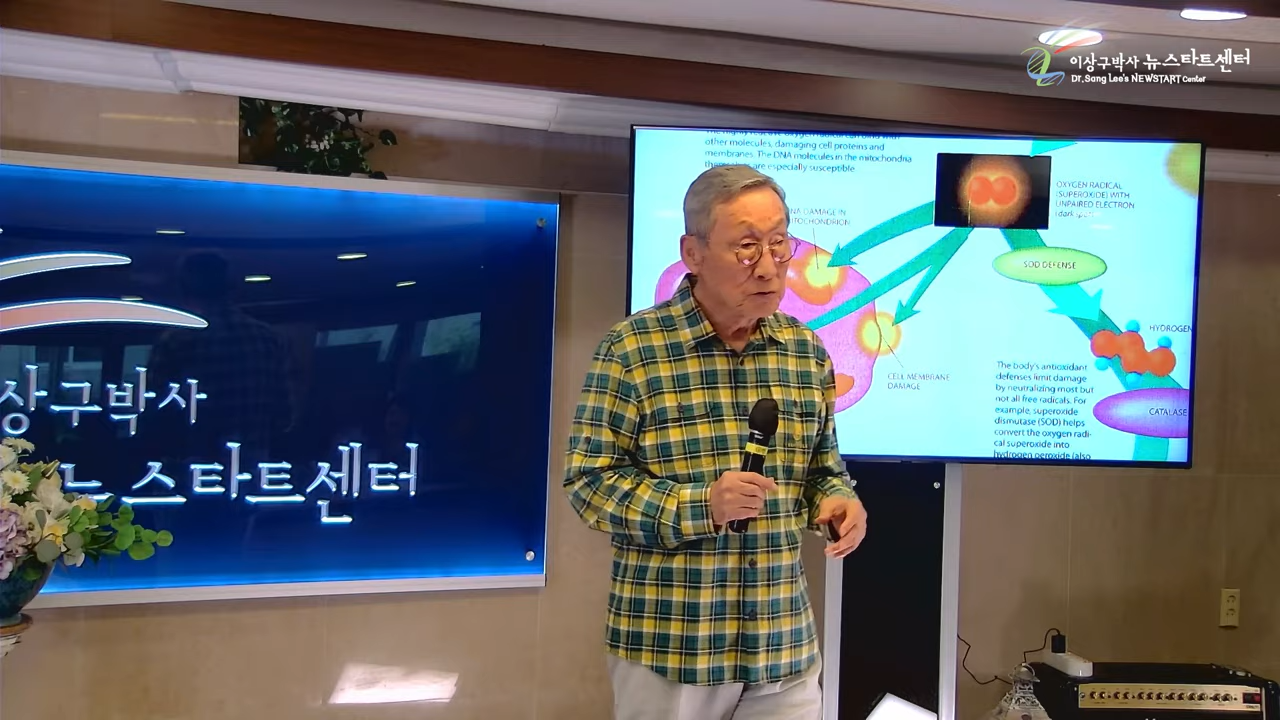 이상구박사 뉴스타트센터
Dr. Sang Lee's NEWSTART Center
other molecules, damaging cell proteins and
membranes. The DNA molecules in the mitochondria
are especially susceptible.
OXYGEN RADICAL
(SUPEROXIDE) WITH
UNPAIRED ELECTRON
DAMAGE IN
SOD DEFENSE
HYDROGEN
CELL MEMBRANE
DAMAGE
The body's antioxidant
defenses limit damage
by neutralizing most but
not all free radicals. For
example, superoxide
dismutase (SOD) helps
convert the oxygen radi-
cal superoxide into
hydrogen peroxide (also
CATALASE
상구박사
뉴스타트센터